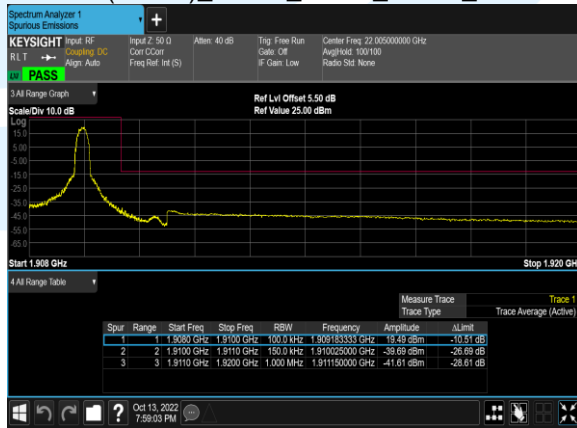 Spectrum Analyzer 1
Spurious Emissions
+
KEYSIGHT Input: RF Input Z: 50 Ω Atten: 40 dB Trig: Free Run Center Freq: 22.005000000 GHz
RLT Coupling: DC Corr CCorr Gate: Off Avg|Hold: 100/100
Align: Auto Freq Ref: Int (S) IF Gain: Low Radio Std: None
LW PASS
3 All Range Graph
Ref Lvl Offset 5.50 dB
Scale/Div 10.0 dB Ref Value 25.00 dBm
Log
15.0
5.00
-5.00
-15.0
-25.0
-35.0
-45.0
-55.0
-65.0
Start 1.908 GHz Stop 1.920 GH
4 All Range Table
Measure Trace Trace 1
Trace Type Trace Average (Active)
Spur Range Start Freq Stop Freq RBW Frequency Amplitude ΔLimit
1 1 1.9080 GHz 1.9100 GHz 100.0 kHz 1.909183333 GHz 19.49 dBm -10.51 dB
2 2 1.9100 GHz 1.9110 GHz 150.0 kHz 1.910025000 GHz -39.69 dBm -26.69 dB
3 3 1.9110 GHz 1.9200 GHz 1.000 MHz 1.911150000 GHz -41.61 dBm -28.61 dB
? Oct 13, 2022
7:59:03 PM